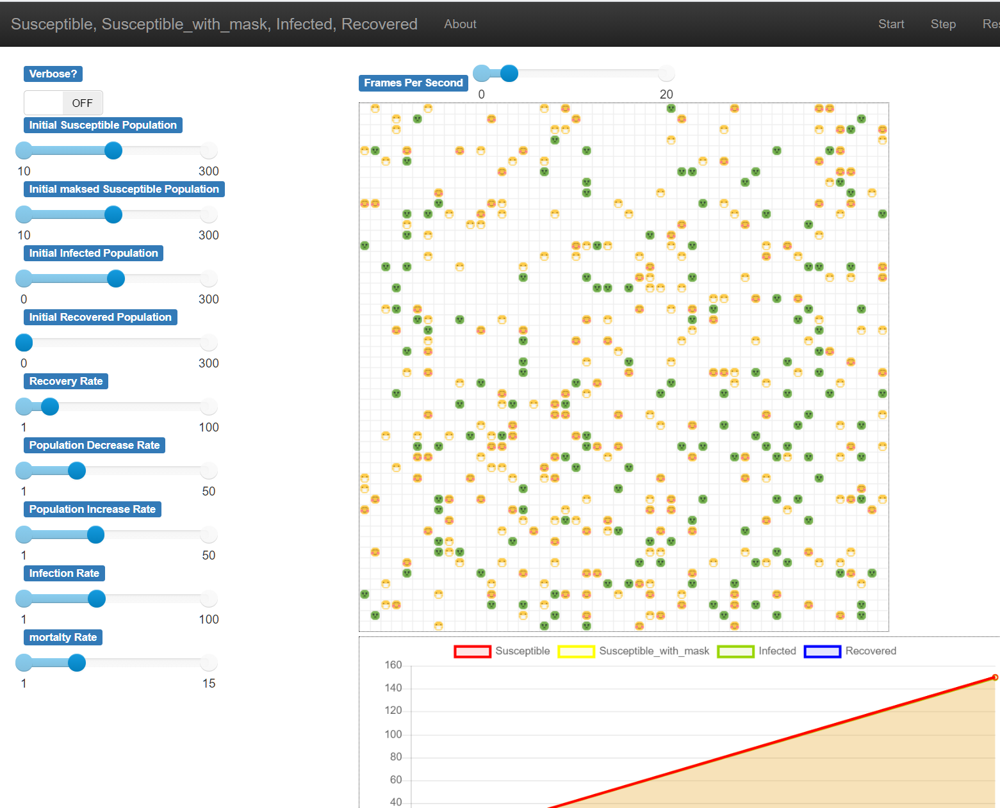 Susceptible, Susceptible_with_mask, Infected, Recovered About Start Step
Verbose?
OFF
Initial Susceptible Population
10 300
Initial maksed Susceptible Population
10 300
Initial Infected Population
0 300
Initial Recovered Population
0 300
Recovery Rate
1 100
Population Decrease Rate
1 50
Population Increase Rate
1 50
Infection Rate
1 100
mortalty Rate
1 15
Frames Per Second
0 20
Susceptible Susceptible_with_mask Infected Recovered
160
140
120
100
80
60
40